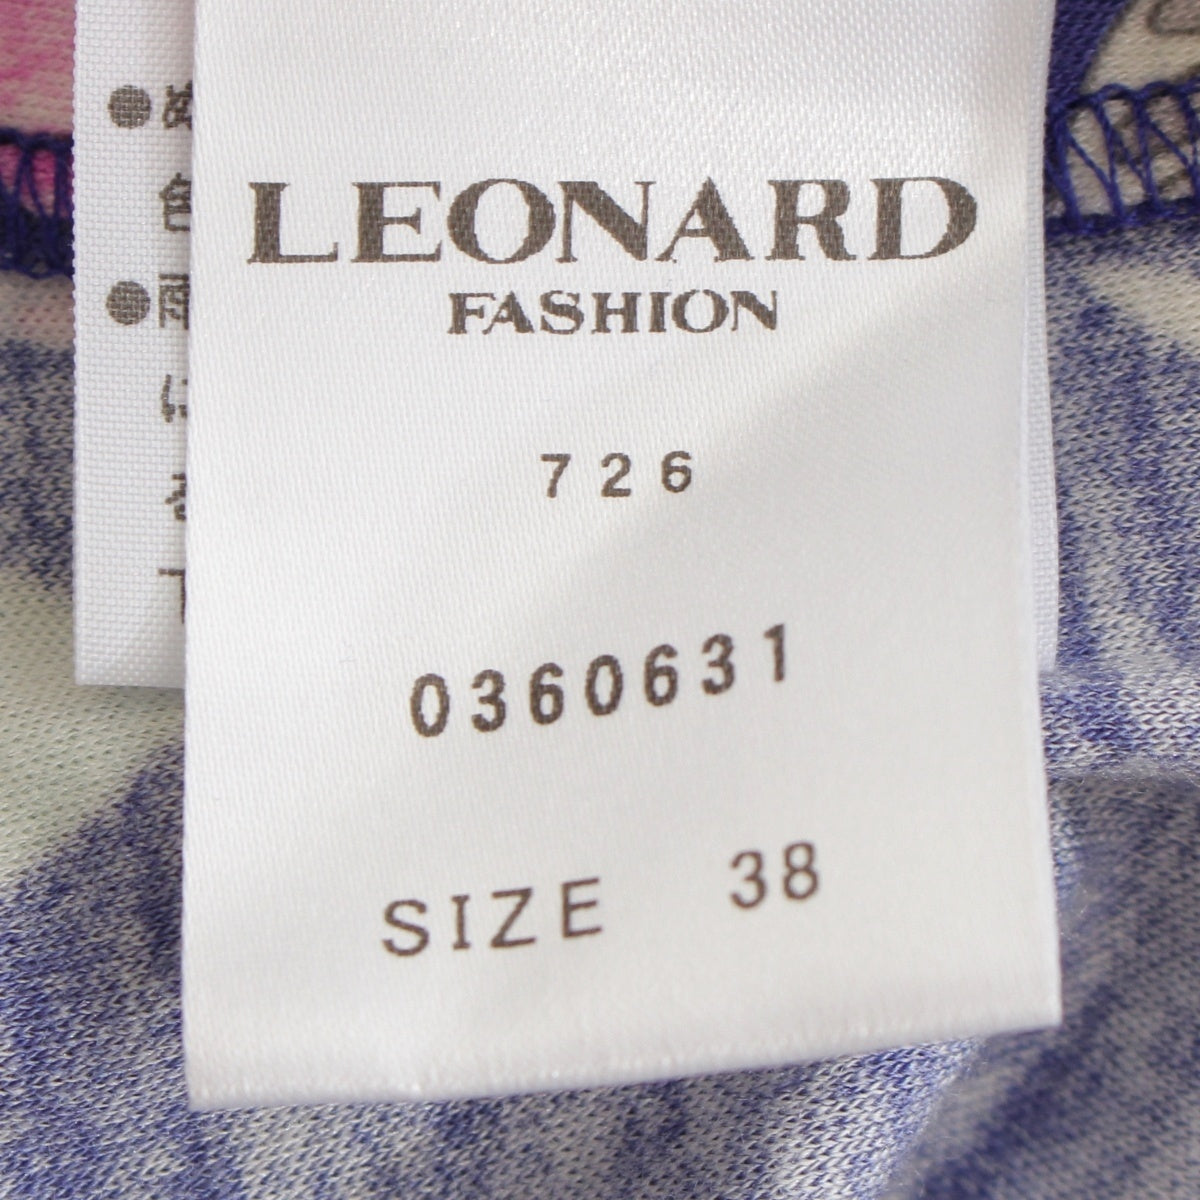 LEONARD
FASHION
726
0360631
SIZE 38